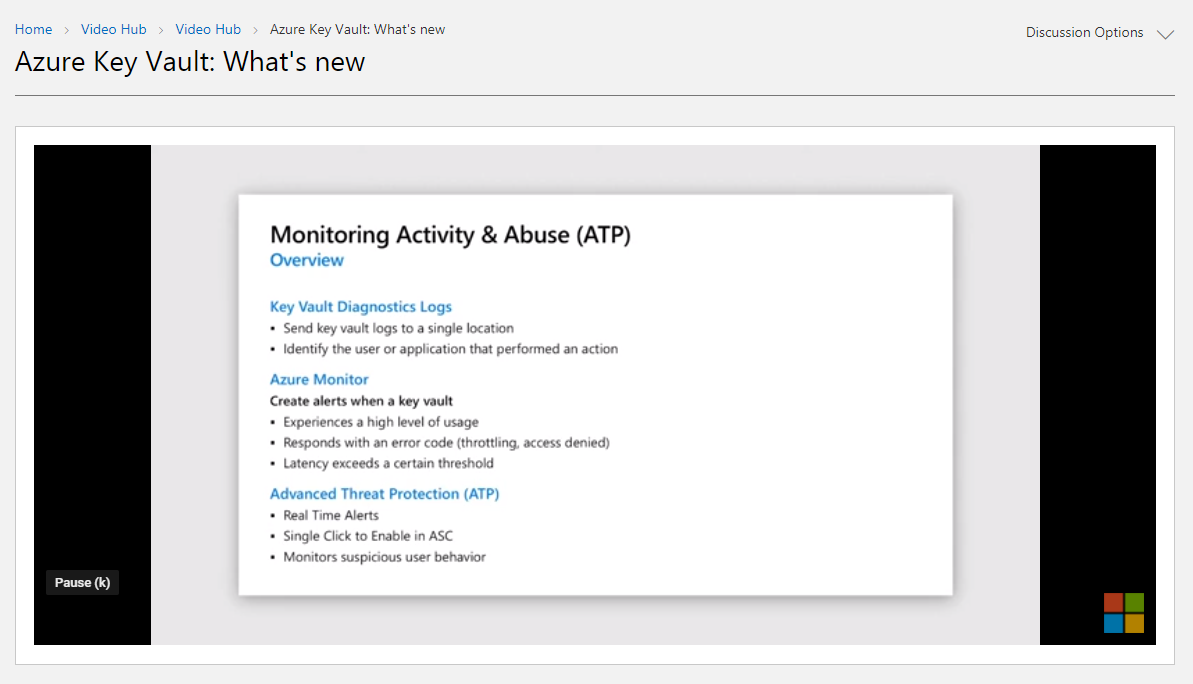 Home > Video Hub > Video Hub > Azure Key Vault: What's new
Discussion Options
Azure Key Vault: What's new
Monitoring Activity & Abuse (ATP)
Overview
Key Vault Diagnostics Logs
• Send key vault logs to a single location
• Identify the user or application that performed an action
Azure Monitor
Create alerts when a key vault
• Experiences a high level of usage
• Responds with an error code (throttling, access denied)
• Latency exceeds a certain threshold
Advanced Threat Protection (ATP)
• Real Time Alerts
• Single Click to Enable in ASC
• Monitors suspicious user behavior
Pause (k)